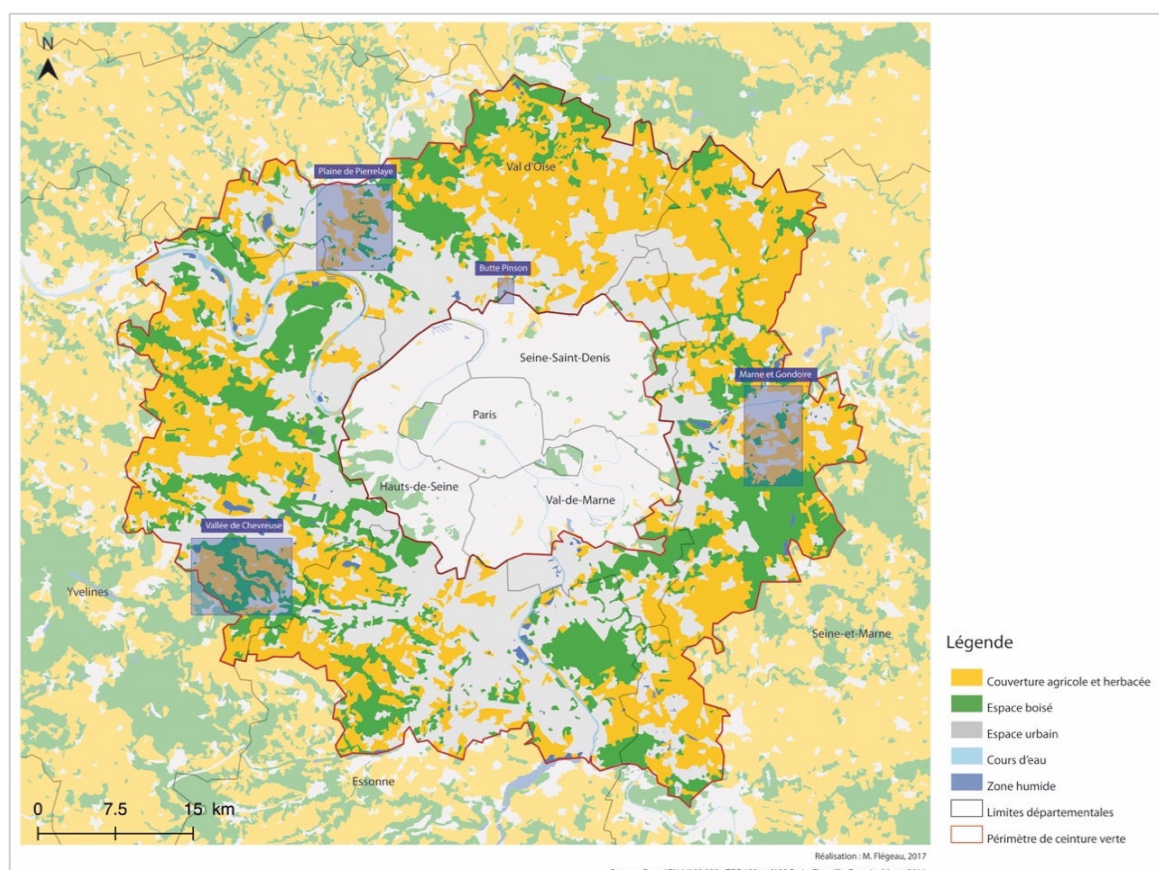 N
Plaine de Pierrelaye
Val d'Oise
Butte Pinson
Seine-Saint-Denis
Marne et Gondoire
Paris
Hauts-de-Seine
Val-de-Marne
Vallée de Chevreuse
Yvelines
Seine-et-Marne
Essonne
0 7.5 15 km
Légende
Couverture agricole et herbacée
Espace boisé
Espace urbain
Cours d'eau
Zone humide
Limites départementales
Périmètre de ceinture verte
Réalisation : M. Flégeau, 2017